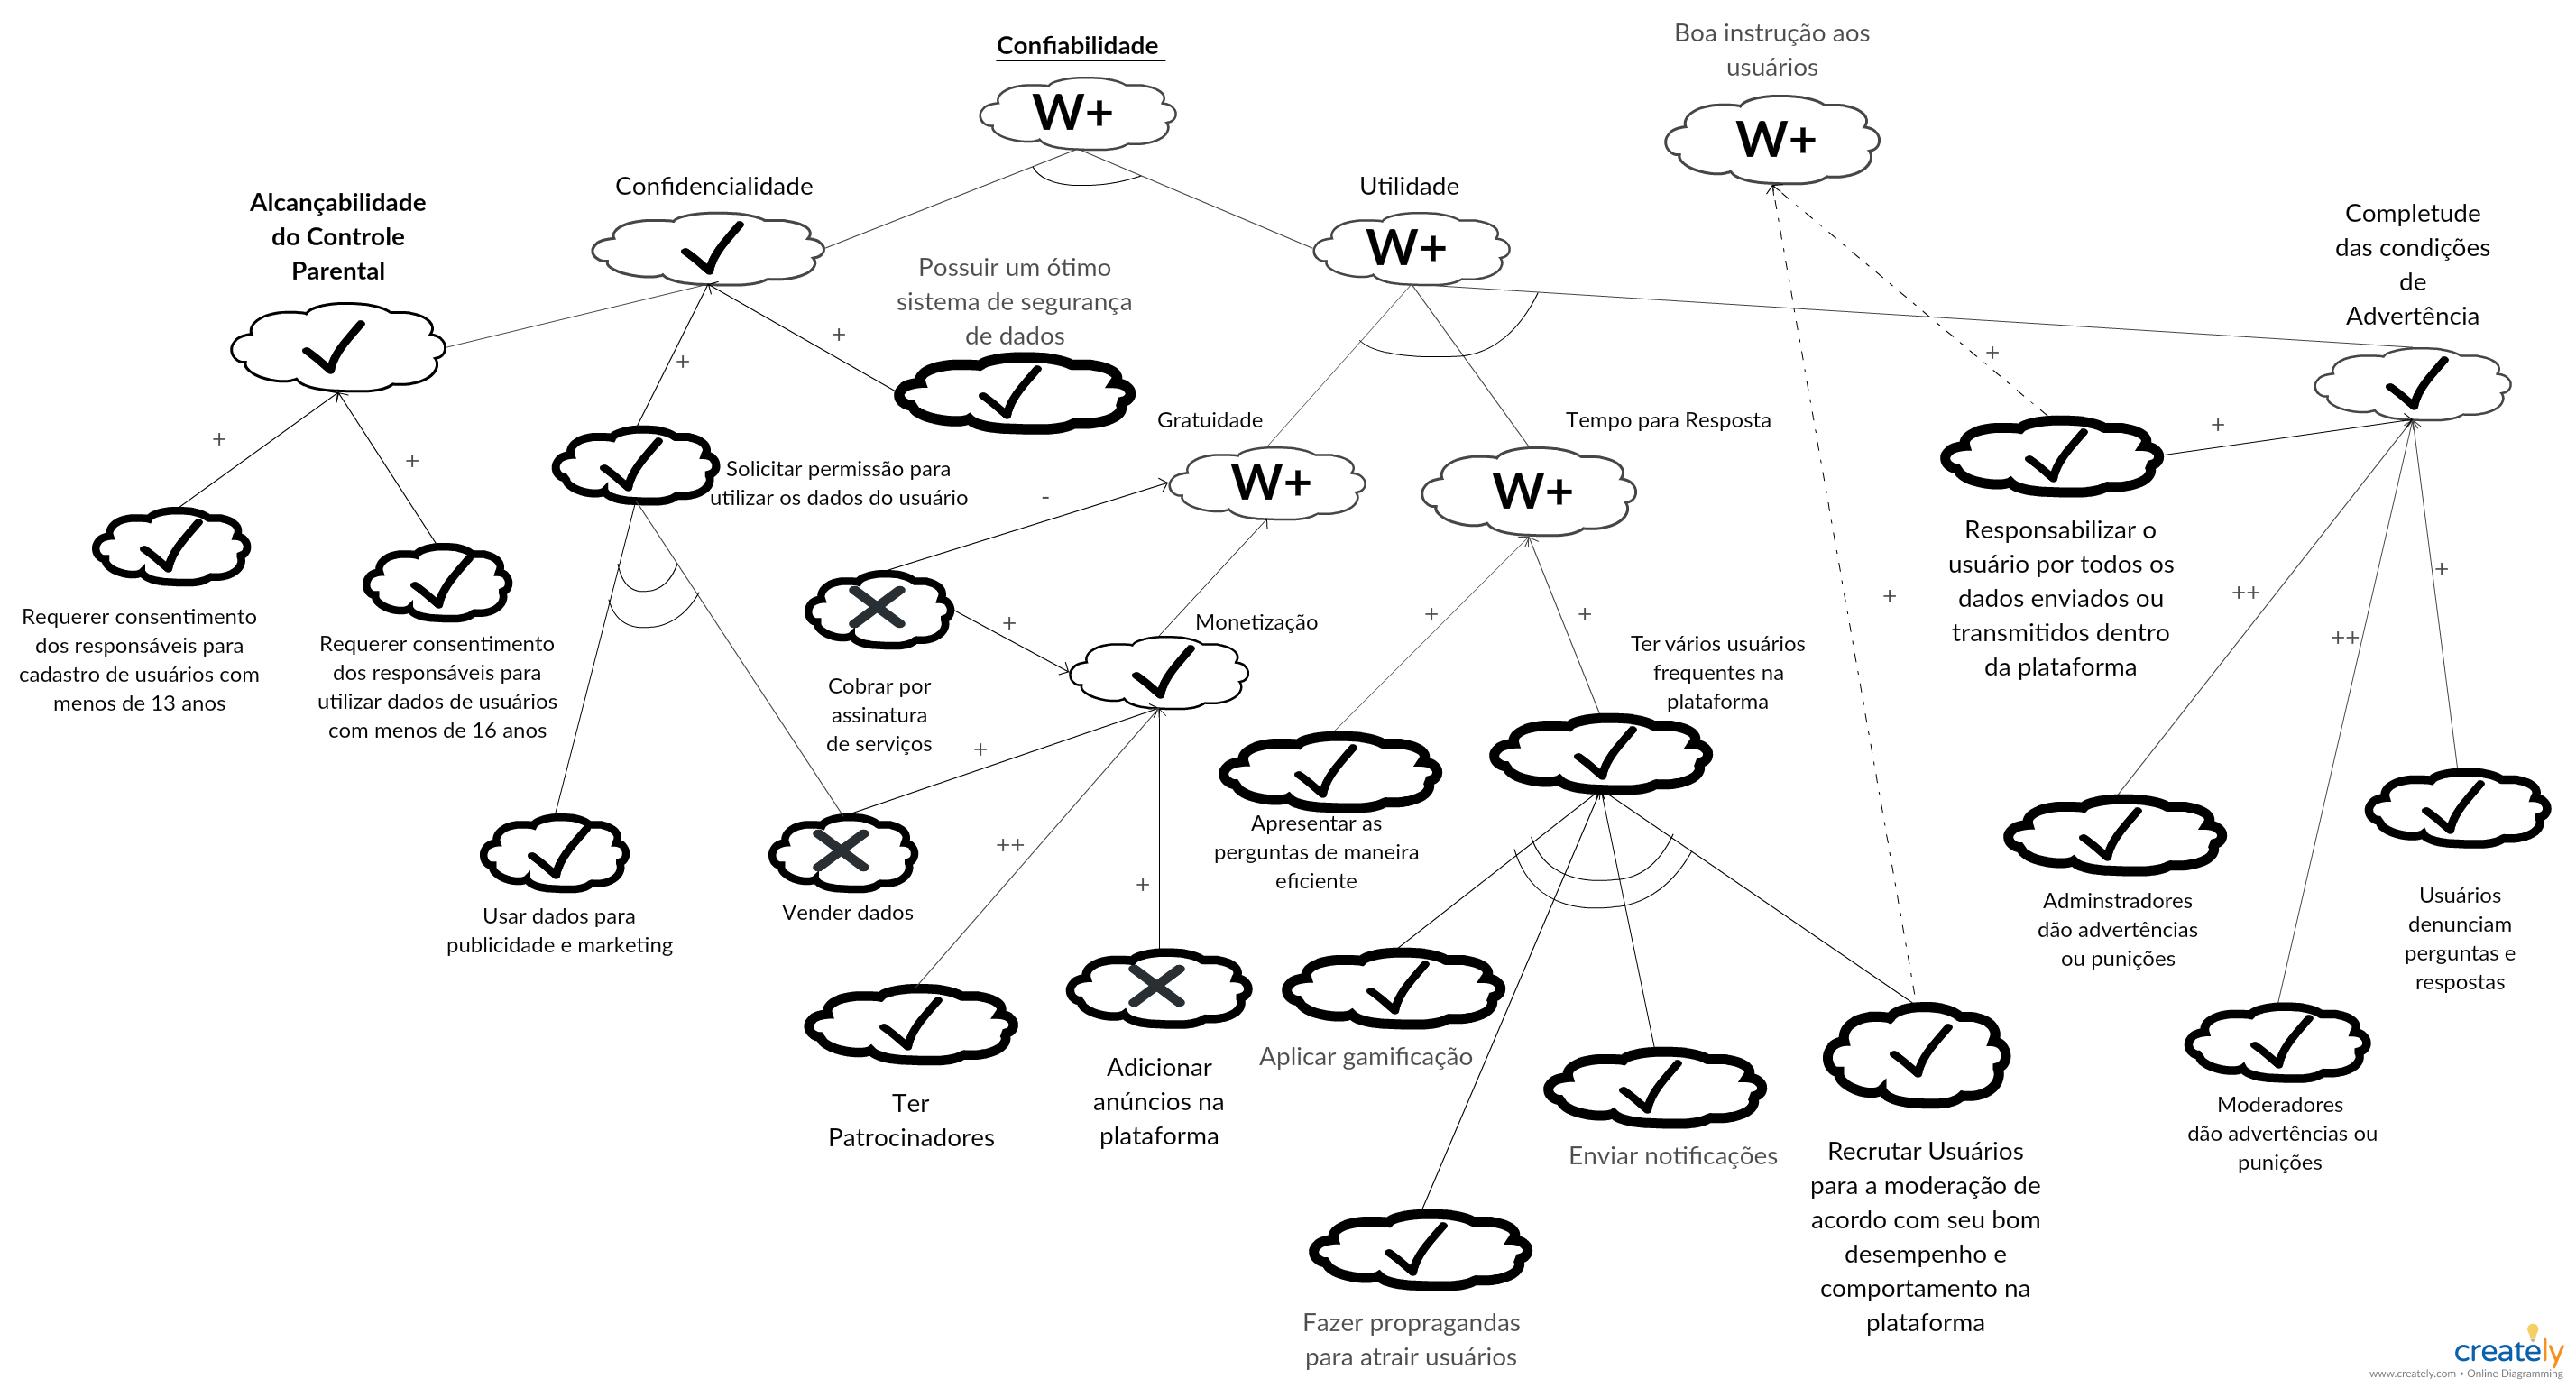 Confiabilidade
W+
Boa instrução aos
usuários
W+
Confidencialidade
Utilidade
W+
Alcançabilidade
do Controle
Parental
Completude
das condições
de
Advertência
Possuir um ótimo
sistema de segurança
de dados
+
+
+
+
+
+
Gratuidade
W+
Tempo para Resposta
W+
Solicitar permissão para
utilizar os dados do usuário
-
Responsabilizar o
usuário por todos os
dados enviados ou
transmitidos dentro
da plataforma
Requerer consentimento
dos responsáveis para
cadastro de usuários com
menos de 13 anos
Requerer consentimento
dos responsáveis para
utilizar dados de usuários
com menos de 16 anos
+
Monetização
+
+
+
++
++
+
Cobrar por
assinatura
de serviços
Ter vários usuários
frequentes na
plataforma
+
++
+
Apresentar as
perguntas de maneira
eficiente
Usar dados para
publicidade e marketing
Vender dados
Adminstradores
dão advertências
ou punições
Usuários
denunciam
perguntas e
respostas
Ter
Patrocinadores
Adicionar
anúncios na
plataforma
Aplicar gamificação
Enviar notificações
Recrutar Usuários
para a moderação de
acordo com seu bom
desempenho e
comportamento na
plataforma
Moderadores
dão advertências ou
punições
Fazer propragandas
para atrair usuários
creately
www.creately.com • Online Diagramming